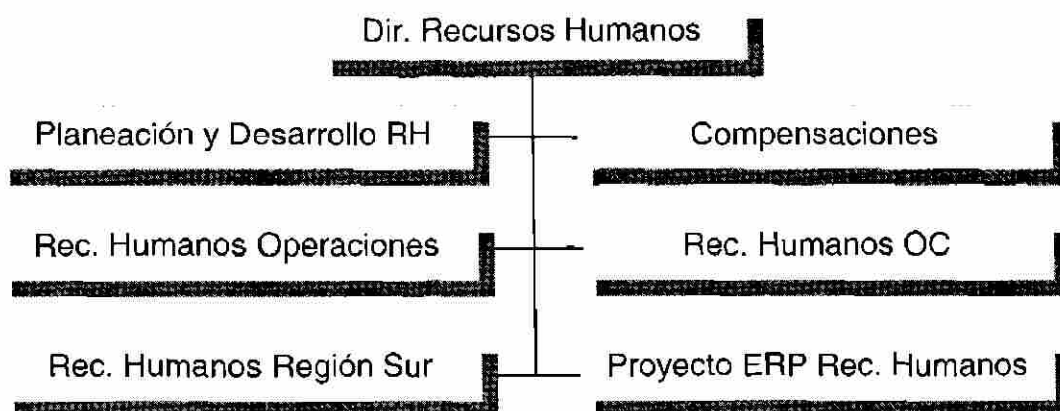 Dir. Recursos Humanos
Planeación y Desarrollo RH
Compensaciones
Rec. Humanos Operaciones
Rec. Humanos OC
Rec. Humanos Región Sur
Proyecto ERP Rec. Humanos